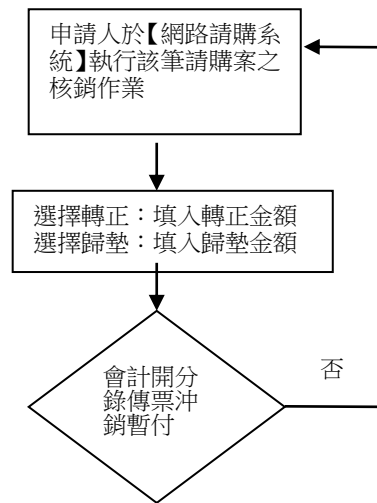 申請人於【網路請購系
統】執行該筆請購案之
核銷作業
選擇轉正：填入轉正金額
選擇歸墊：填入歸墊金額
會計開分
錄傳票沖
銷暫付
否